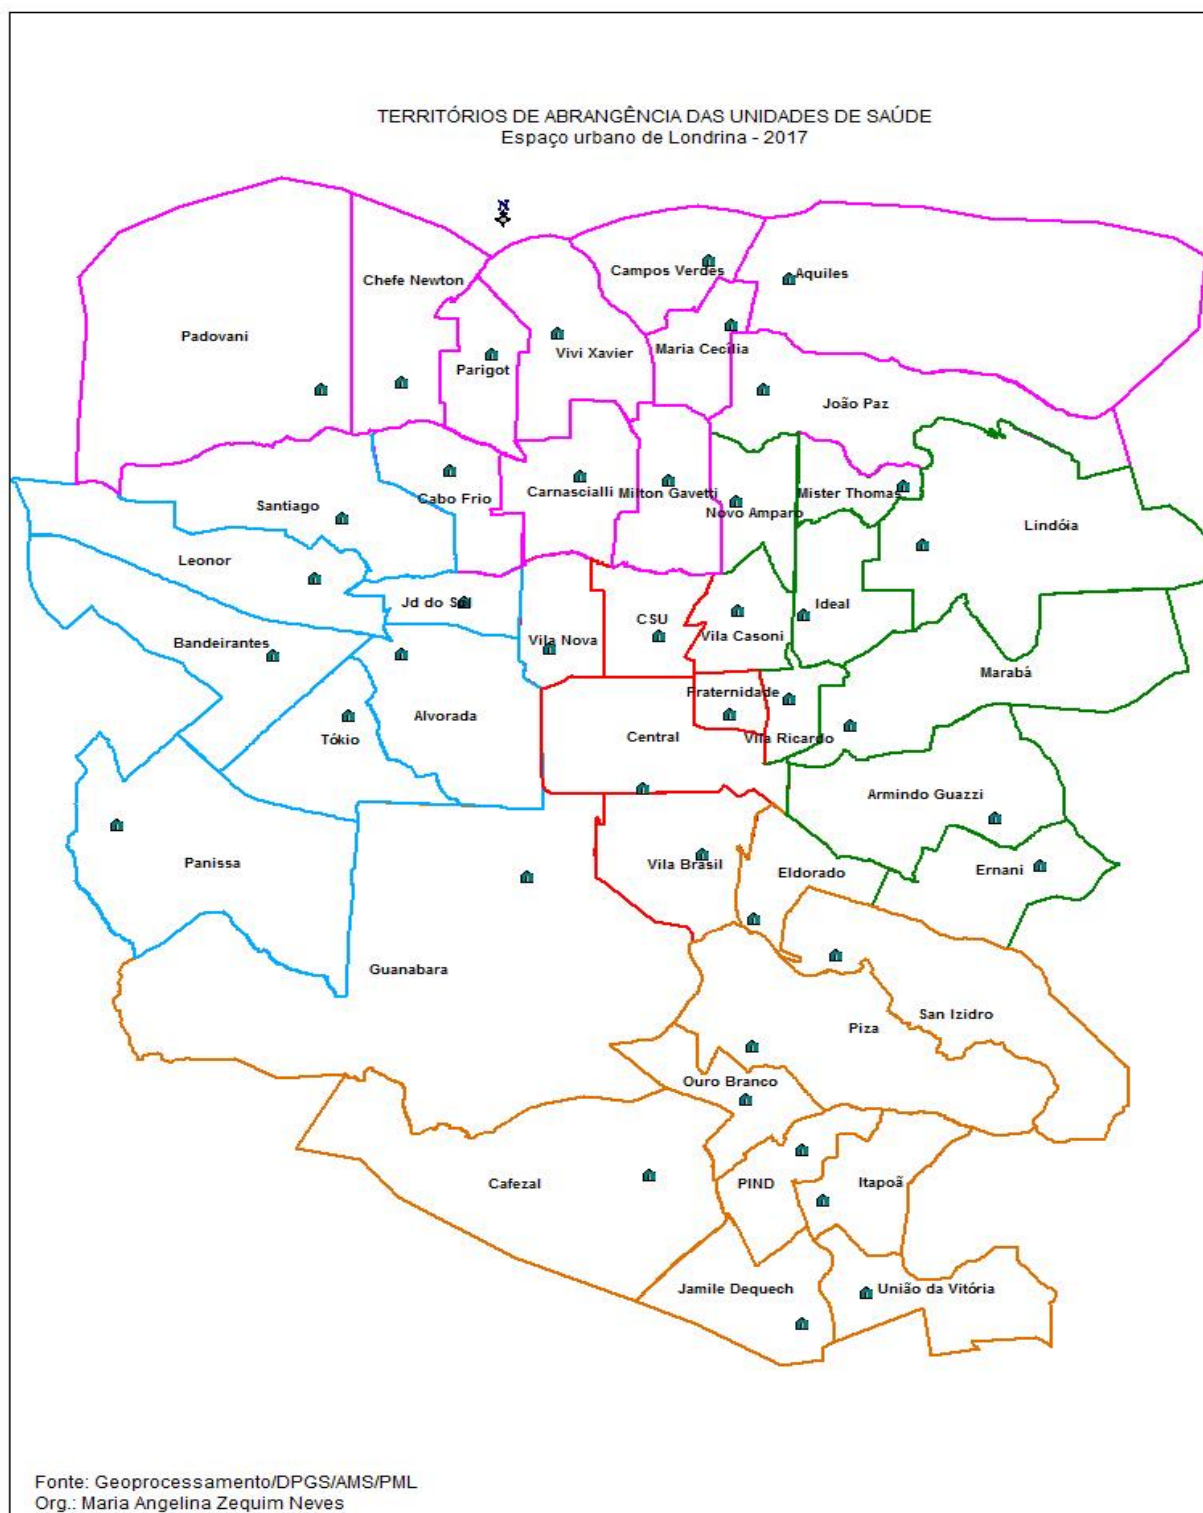 TERRITÓRIOS DE ABRANGÊNCIA DAS UNIDADES DE SAÚDE
Espaço urbano de Londrina - 2017
N
Campos Verdes
Aquiles
Chefe Newton
Padovani
Vivi Xavier
Maria Cecília
Parigot
João Paz
Cabo Frio
Carnascialli
Milton Gavetti
Mister Thomas
Santiago
Novo Amparo
Lindóia
Leonor
Jd do Sol
Ideal
CSU
Bandeirantes
Vila Nova
Vila Casoni
Marabá
Fraternidade
Alvorada
Tókio
Central
Vila Ricardo
Armindo Guazzi
Panissa
Vila Brasil
Eldorado
Ernani
Guanabara
San Izidro
Piza
Ouro Branco
Cafezal
PIND
Itapoã
Jamile Dequech
União da Vitória
Fonte: Geoprocessamento/DPGS/AMS/PML
Org.: Maria Angelina Zequim Neves